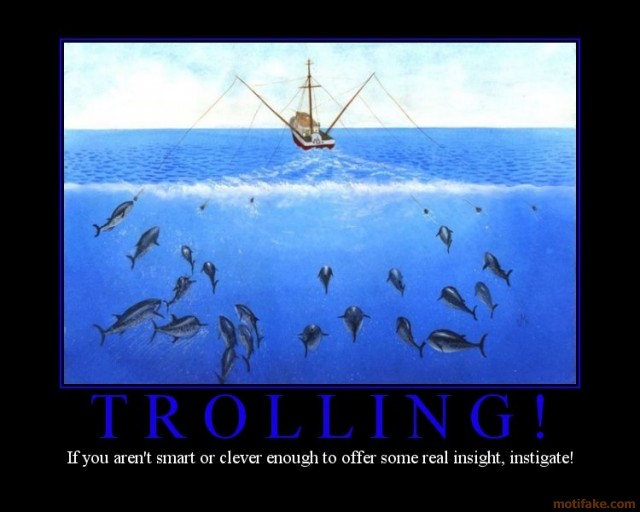 TROLLING!
If you aren't smart or clever enough to offer some real insight, instigate!
motifake.com